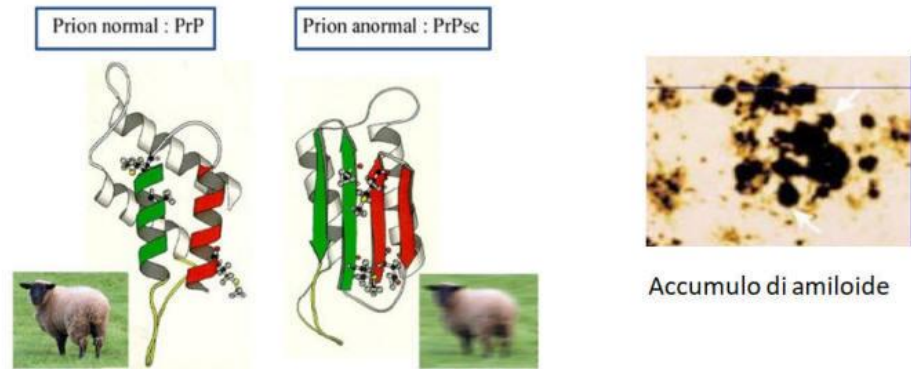 Prion normal : PrP
Prion anormal : PrPsc
Accumulo di amiloide